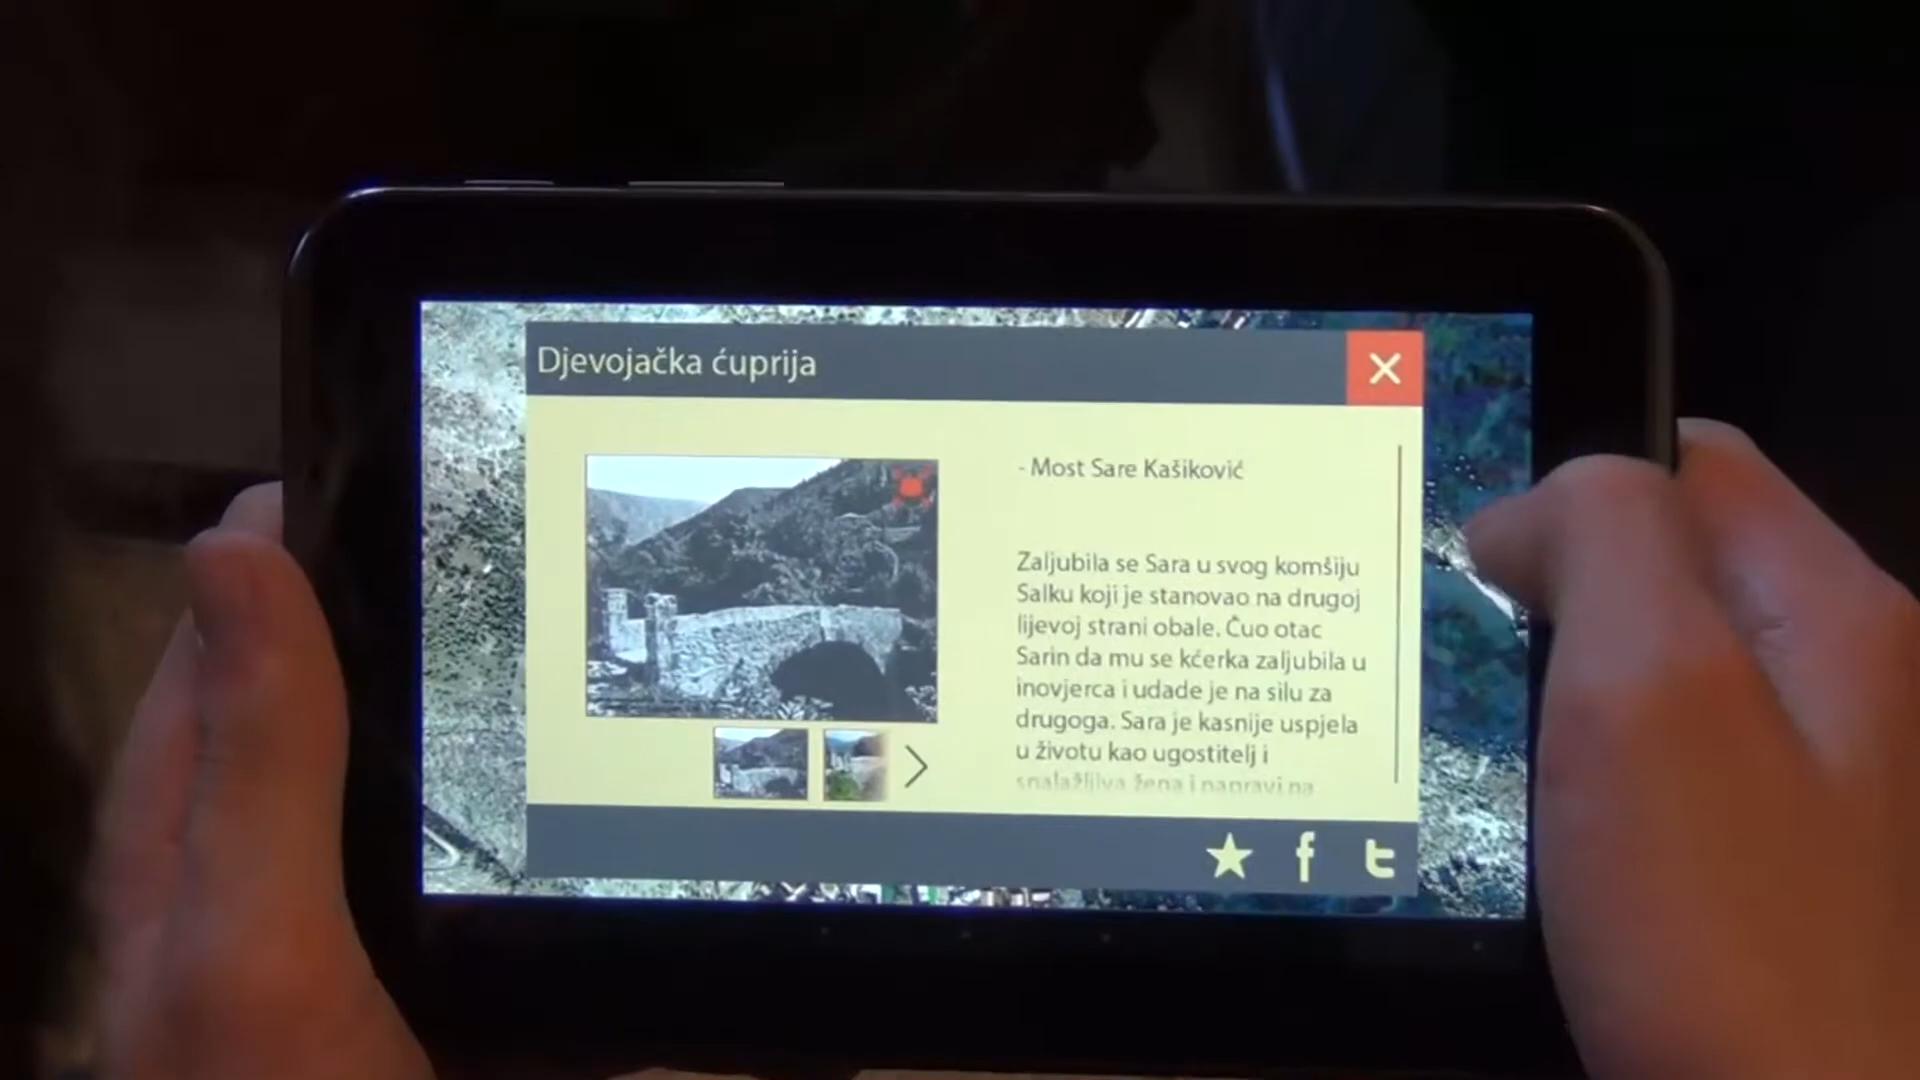 Djevojačka ćuprija
- Most Sare Kašiković
Zaljubila se Sara u svog komšiju
Salku koji je stanovao na drugoj
lijevoj strani obale. Čuo otac
Sarin da mu se kćerka zaljubila u
inovjerca i udade je na silu za
drugoga. Sara je kasnije uspjela
u životu kao ugostitelj i
snalažljiva žena i napravi na